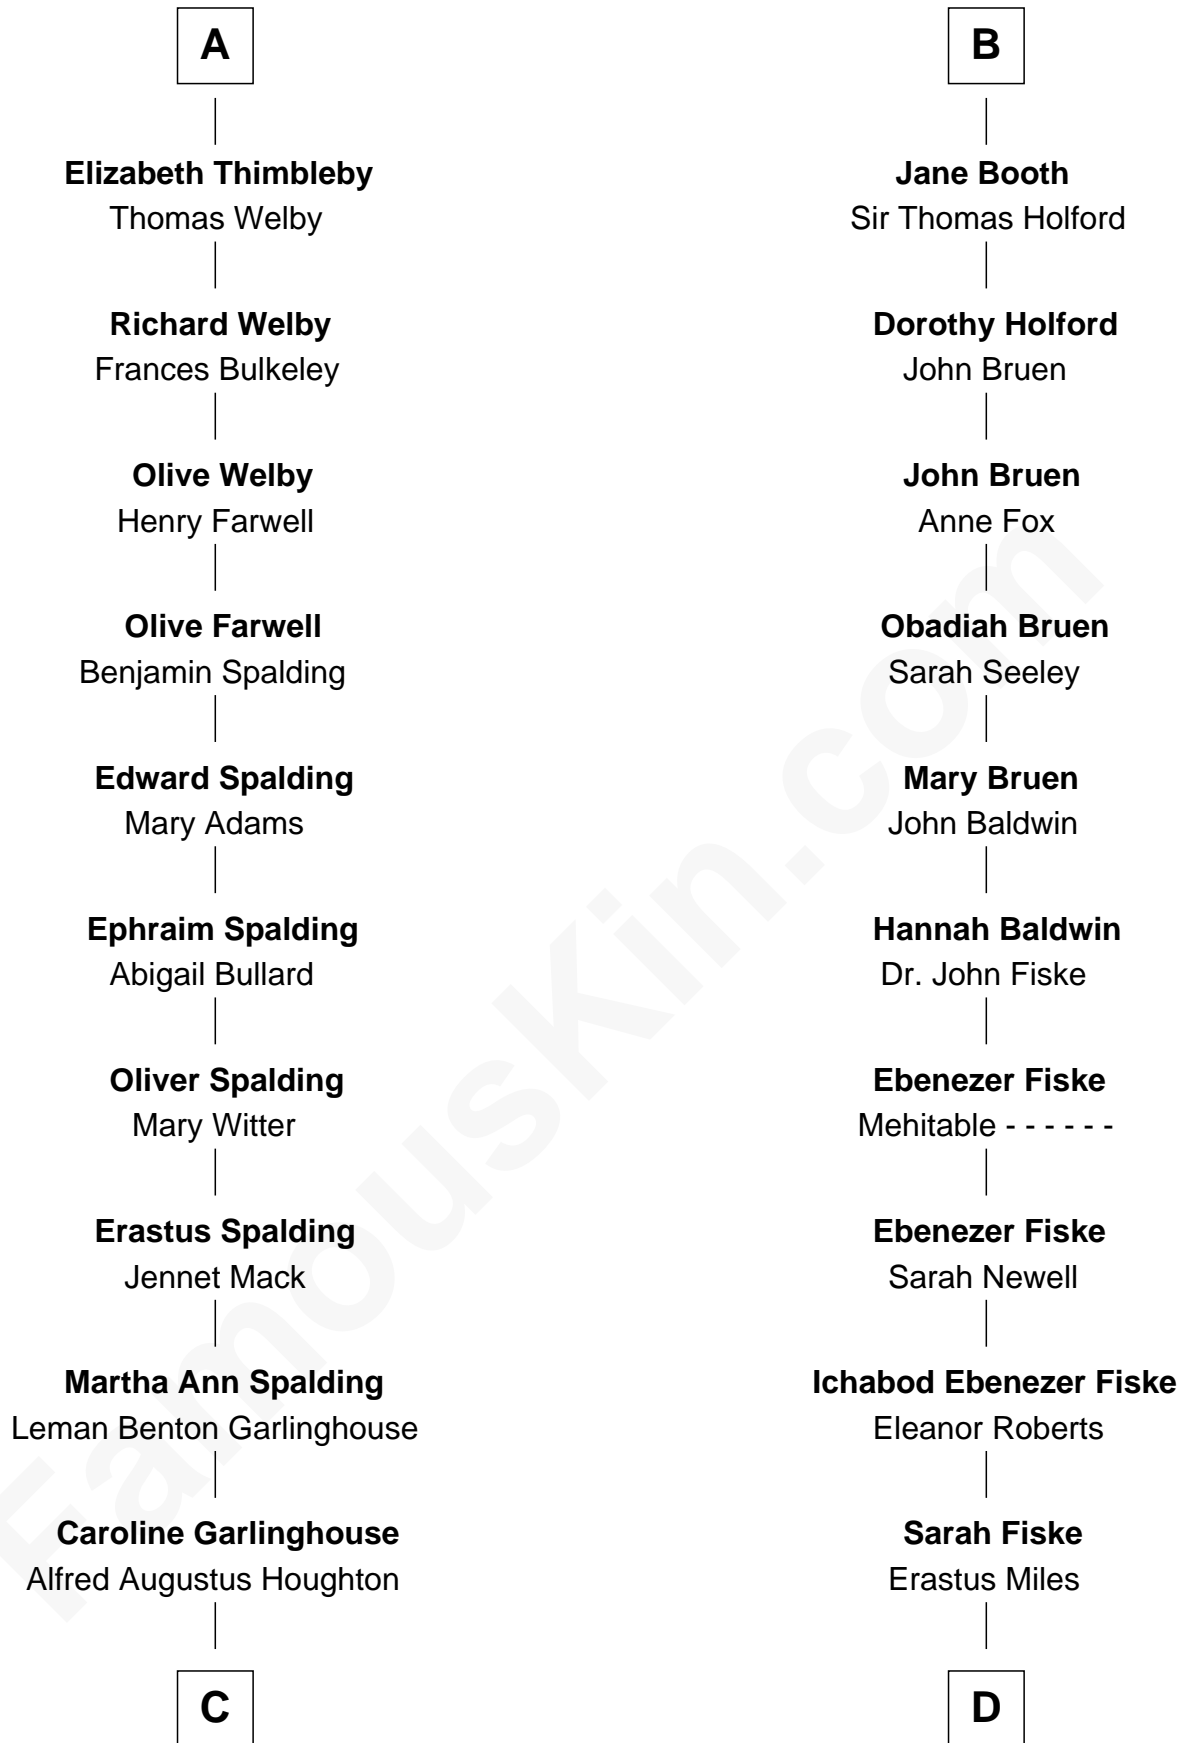 A
Elizabeth Thimbleby
Thomas Welby
Richard Welby
Frances Bulkeley
Olive Welby
Henry Farwell
Olive Farwell
Benjamin Spalding
Edward Spalding
Mary Adams
Ephraim Spalding
Abigail Bullard
Oliver Spalding
Mary Witter
Erastus Spalding
Jennet Mack
Martha Ann Spalding
Leman Benton Garlinghouse
Caroline Garlinghouse
Alfred Augustus Houghton
C
B
Jane Booth
Sir Thomas Holford
Dorothy Holford
John Bruen
John Bruen
Anne Fox
Obadiah Bruen
Sarah Seeley
Mary Bruen
John Baldwin
Hannah Baldwin
Dr. John Fiske
Ebenezer Fiske
Mehitable - - - - - -
Ebenezer Fiske
Sarah Newell
Ichabod Ebenezer Fiske
Eleanor Roberts
Sarah Fiske
Erastus Miles
D
FamousKin.com